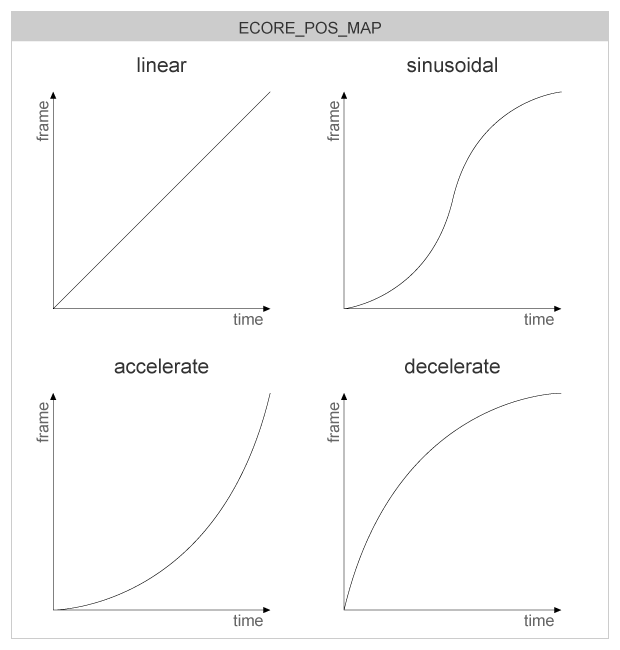 ECORE_POS_MAP
linear
sinusoidal
frame
frame
time
time
accelerate
decelerate
frame
frame
time
time